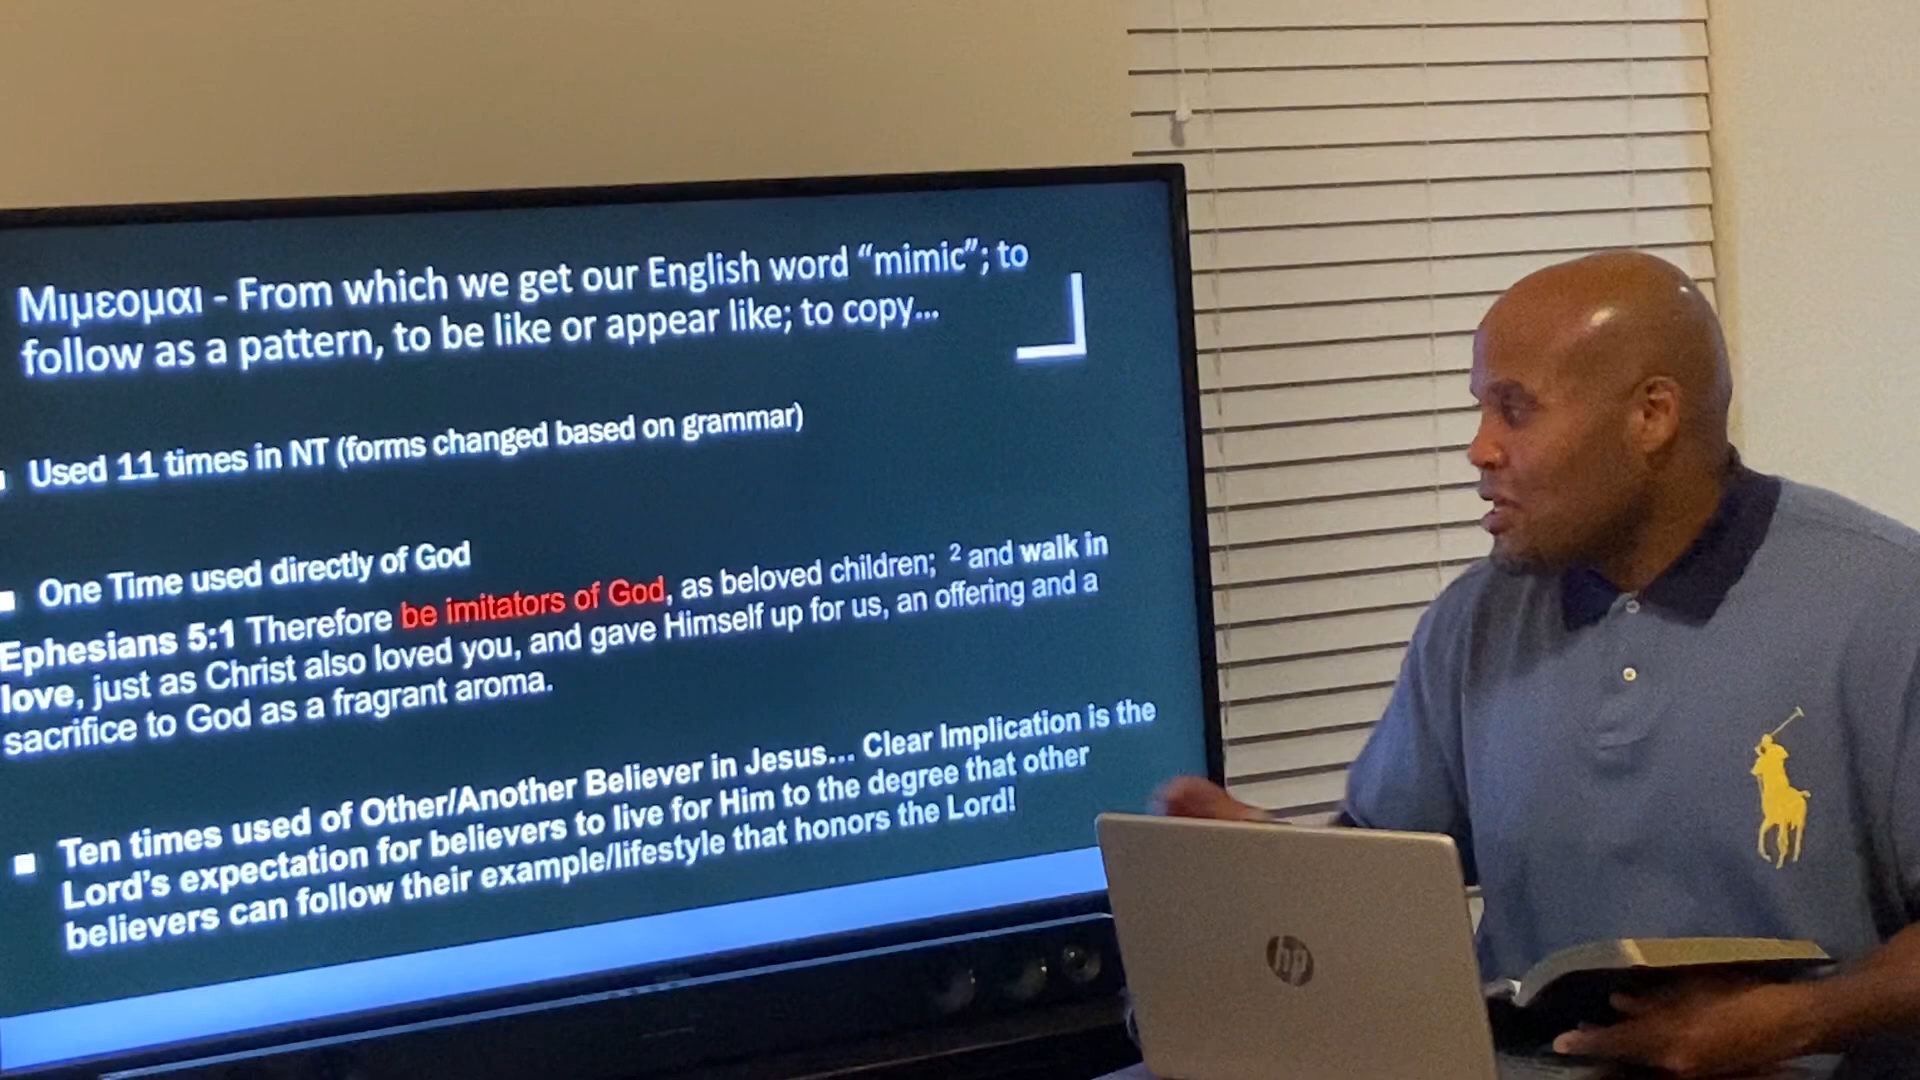 Μιμεομαι - From which we get our English word “mimic”; to
follow as a pattern, to be like or appear like; to copy...
Used 11 times in NT (forms changed based on grammar)
One Time used directly of God
Ephesians 5:1 Therefore be imitators of God, as beloved children; 2 and walk in
love, just as Christ also loved you, and gave Himself up for us, an offering and a
sacrifice to God as a fragrant aroma.
Ten times used of Other/Another Believer in Jesus... Clear Implication is the
Lord’s expectation for believers to live for Him to the degree that other
believers can follow their example/lifestyle that honors the Lord!
hp